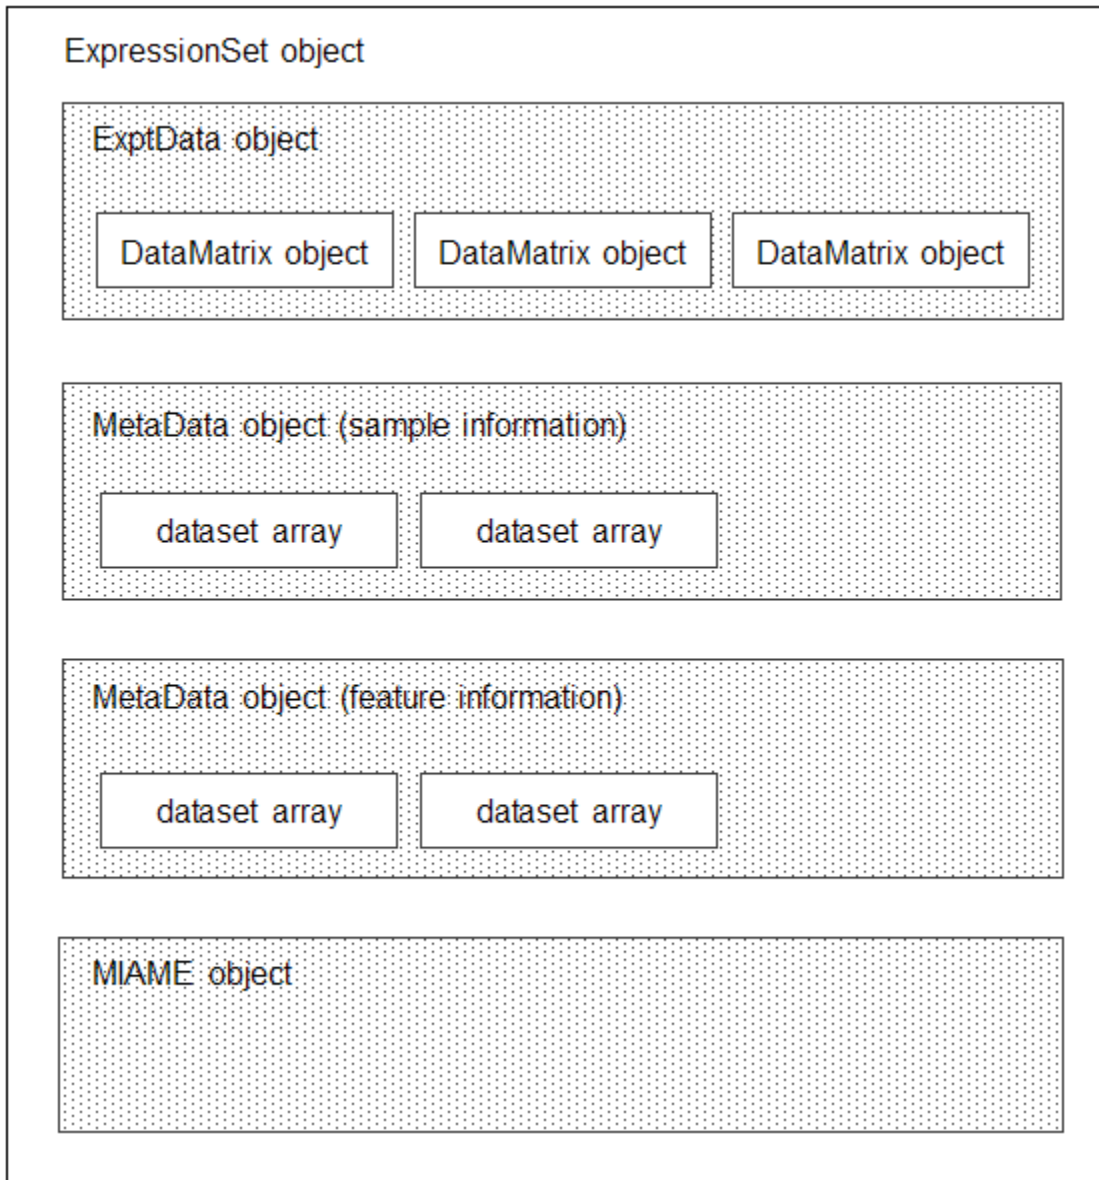 ExpressionSet object
ExptData object
DataMatrix object
DataMatrix object
DataMatrix object
MetaData object (sample information)
dataset array
dataset array
MetaData object (feature information)
dataset array
dataset array
MIAME object